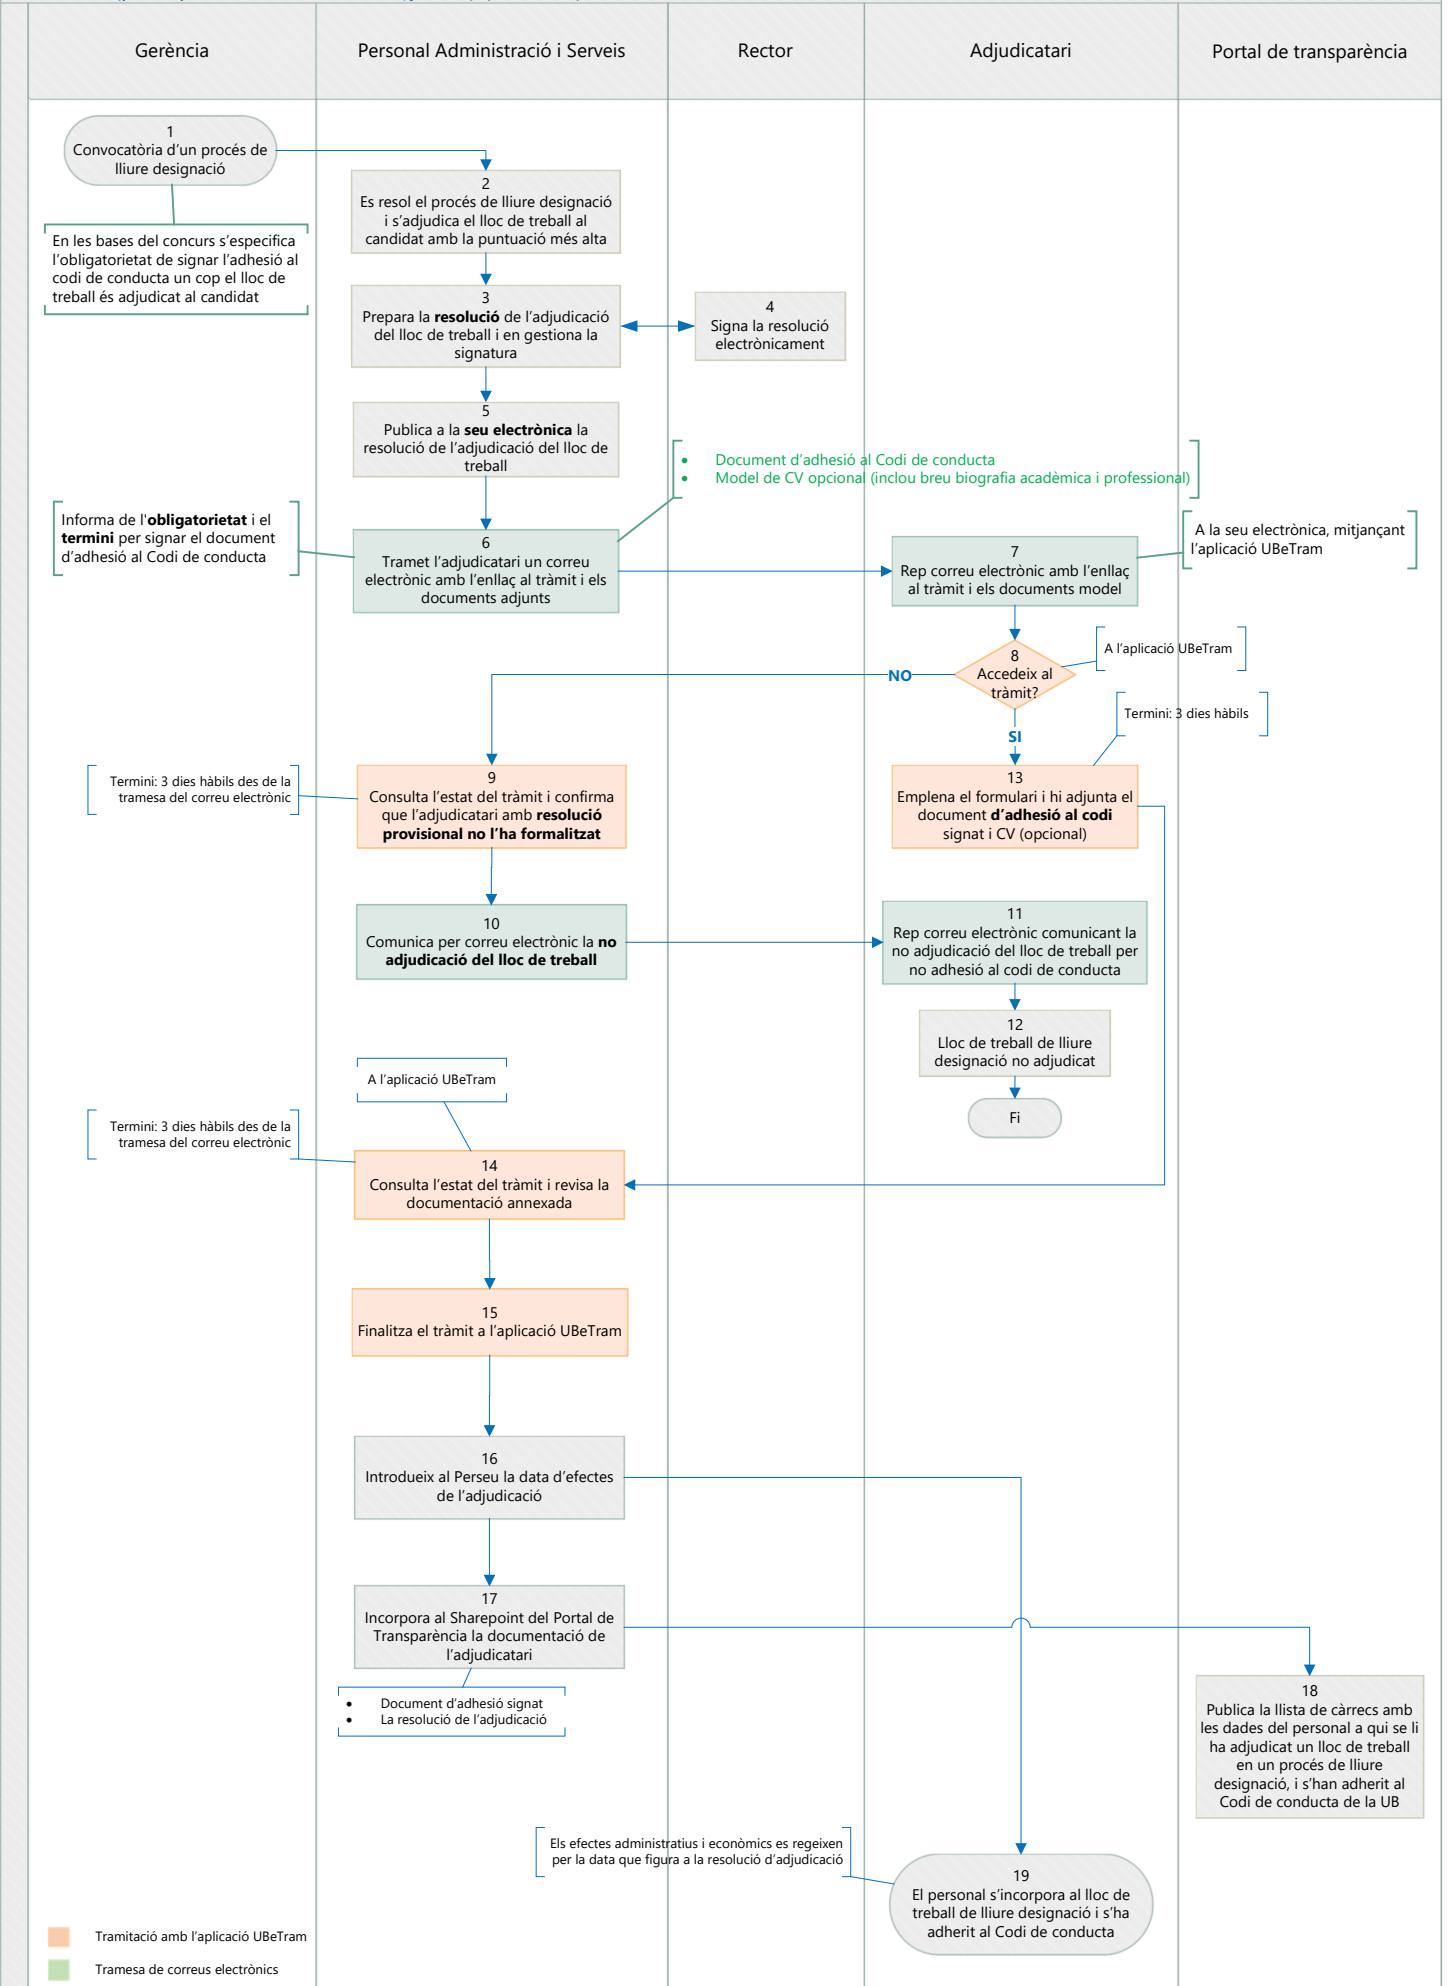 Gerència
Personal Administració i Serveis
Rector
Adjudicatari
Portal de transparència
1
Convocatòria d’un procés de
lliure designació
En les bases del concurs s’especifica
l’obligatorietat de signar l’adhesió al
codi de conducta un cop el lloc de
treball és adjudicat al candidat
2
Es resol el procés de lliure designació
i s’adjudica el lloc de treball al
candidat amb la puntuació més alta
3
Prepara la resolució de l’adjudicació
del lloc de treball i en gestiona la
signatura
4
Signa la resolució
electrònicament
5
Publica a la seu electrònica la
resolució de l’adjudicació del lloc de
treball
• Document d’adhesió al Codi de conducta
• Model de CV opcional (inclou breu biografia acadèmica i professional)
Informa de l'obligatorietat i el
termini per signar el document
d’adhesió al Codi de conducta
6
Tramet l’adjudicatari un correu
electrònic amb l’enllaç al tràmit i els
documents adjunts
7
Rep correu electrònic amb l’enllaç
al tràmit i els documents model
A la seu electrònica, mitjançant
l’aplicació UBeTram
8
Accedeix al
tràmit?
A l’aplicació UBeTram
NO
SI
Termini: 3 dies hàbils
Termini: 3 dies hàbils des de la
tramesa del correu electrònic
9
Consulta l’estat del tràmit i confirma
que l’adjudicatari amb resolució
provisional no l’ha formalitzat
13
Emplena el formulari i hi adjunta el
document d’adhesió al codi
signat i CV (opcional)
10
Comunica per correu electrònic la no
adjudicació del lloc de treball
11
Rep correu electrònic comunicant la
no adjudicació del lloc de treball per
no adhesió al codi de conducta
12
Lloc de treball de lliure
designació no adjudicat
Fi
A l’aplicació UBeTram
Termini: 3 dies hàbils des de la
tramesa del correu electrònic
14
Consulta l’estat del tràmit i revisa la
documentació annexada
15
Finalitza el tràmit a l’aplicació UBeTram
16
Introdueix al Perseu la data d’efectes
de l’adjudicació
17
Incorpora al Sharepoint del Portal de
Transparència la documentació de
l’adjudicatari
• Document d’adhesió signat
• La resolució de l’adjudicació
18
Publica la llista de càrrecs amb
les dades del personal a qui se li
ha adjudicat un lloc de treball
en un procés de lliure
designació, i s’han adherit al
Codi de conducta de la UB
Els efectes administratius i econòmics es regeixen
per la data que figura a la resolució d’adjudicació
19
El personal s’incorpora al lloc de
treball de lliure designació i s’ha
adherit al Codi de conducta
Tramitació amb l’aplicació UBeTram
Tramesa de correus electrònics